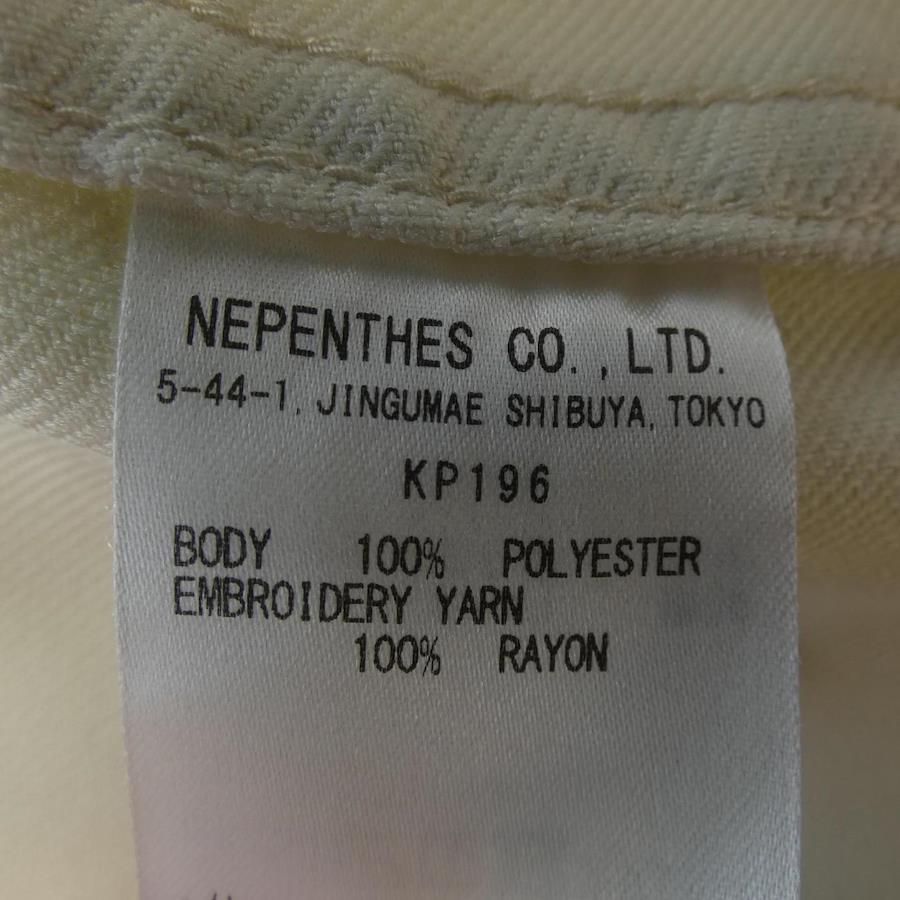 NEPENTHES CO., LTD.
5-44-1, JINGUMAE SHIBUYA, TOKYO
KP196
BODY 100% POLYESTER
EMBROIDERY YARN
100% RAYON